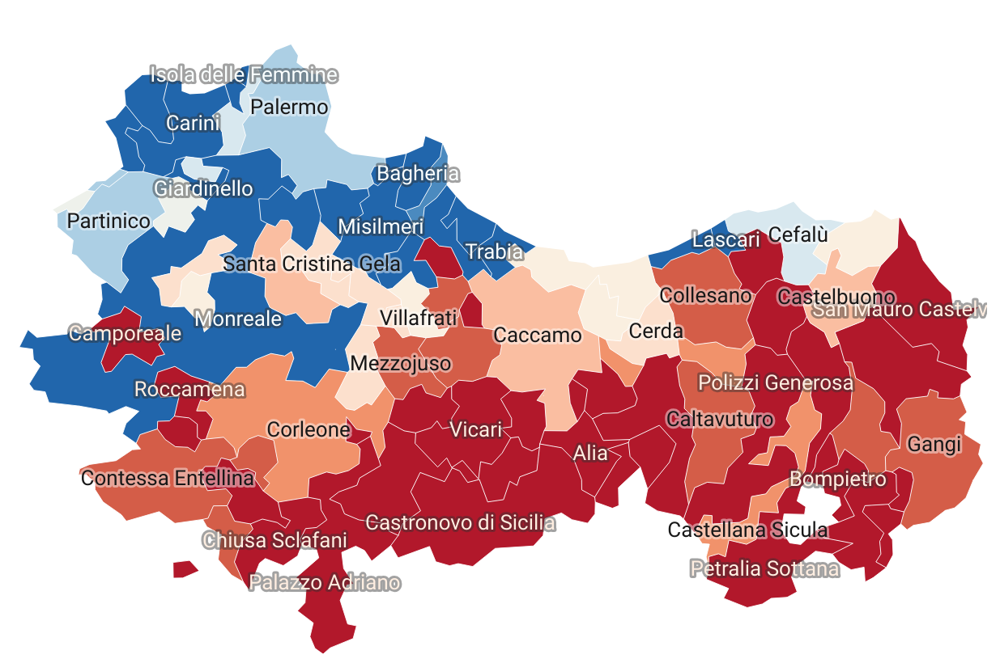 Isola delle Femmine
Palermo
Carini
Bagheria
Giardinello
Partinico
Misilmeri
Cefalù
Lascari
Trabia
Santa Cristina Gela
Collesano
Castelbuono
San Mauro Castelv
Monreale
Villafrati
Camporeale
Caccamo
Cerda
Mezzojuso
Polizzi Generosa
Roccamena
Caltavuturo
Corleone
Vicari
Gangi
Alia
Contessa Entellina
Bompietro
Castronovo di Sicilia
Castellana Sicula
Chiusa Sclafani
Petralia Sottana
Palazzo Adriano